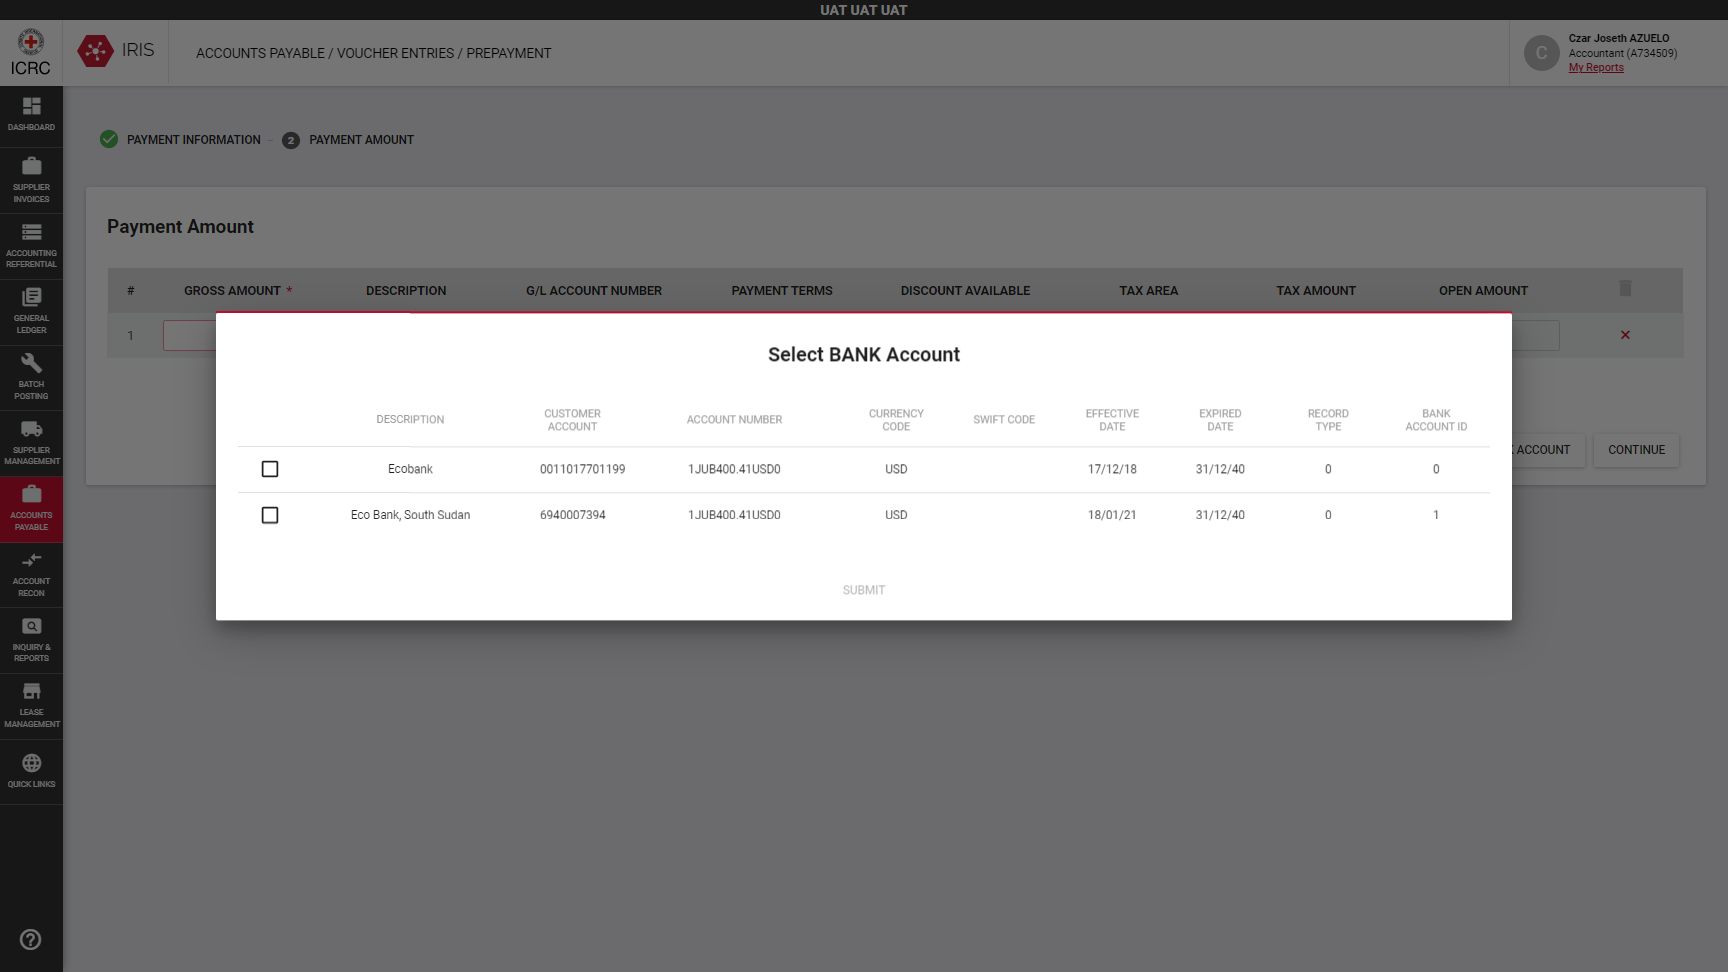 UAT UAT UAT
ICRC
IRIS
ACCOUNTS PAYABLE / VOUCHER ENTRIES / PREPAYMENT
C
Czar Joseth AZUELO
Accountant (A734509)
My Reports
DASHBOARD
SUPPLIER
INVOICES
ACCOUNTING
REFERENTIAL
GENERAL
LEDGER
BATCH
POSTING
SUPPLIER
MANAGEMENT
ACCOUNTS
PAYABLE
ACCOUNT
RECON
INQUIRY &
REPORTS
LEASE
MANAGEMENT
QUICK LINKS
PAYMENT INFORMATION - 2 PAYMENT AMOUNT
Payment Amount
# GROSS AMOUNT * DESCRIPTION G/L ACCOUNT NUMBER PAYMENT TERMS DISCOUNT AVAILABLE TAX AREA TAX AMOUNT OPEN AMOUNT
1
ACCOUNT CONTINUE
Select BANK Account
DESCRIPTION CUSTOMER ACCOUNT ACCOUNT NUMBER CURRENCY CODE SWIFT CODE EFFECTIVE DATE EXPIRED DATE RECORD TYPE BANK ACCOUNT ID
Ecobank 0011017701199 1JUB400.41USD0 USD 17/12/18 31/12/40 0 0
Eco Bank, South Sudan 6940007394 1JUB400.41USD0 USD 18/01/21 31/12/40 0 1
SUBMIT